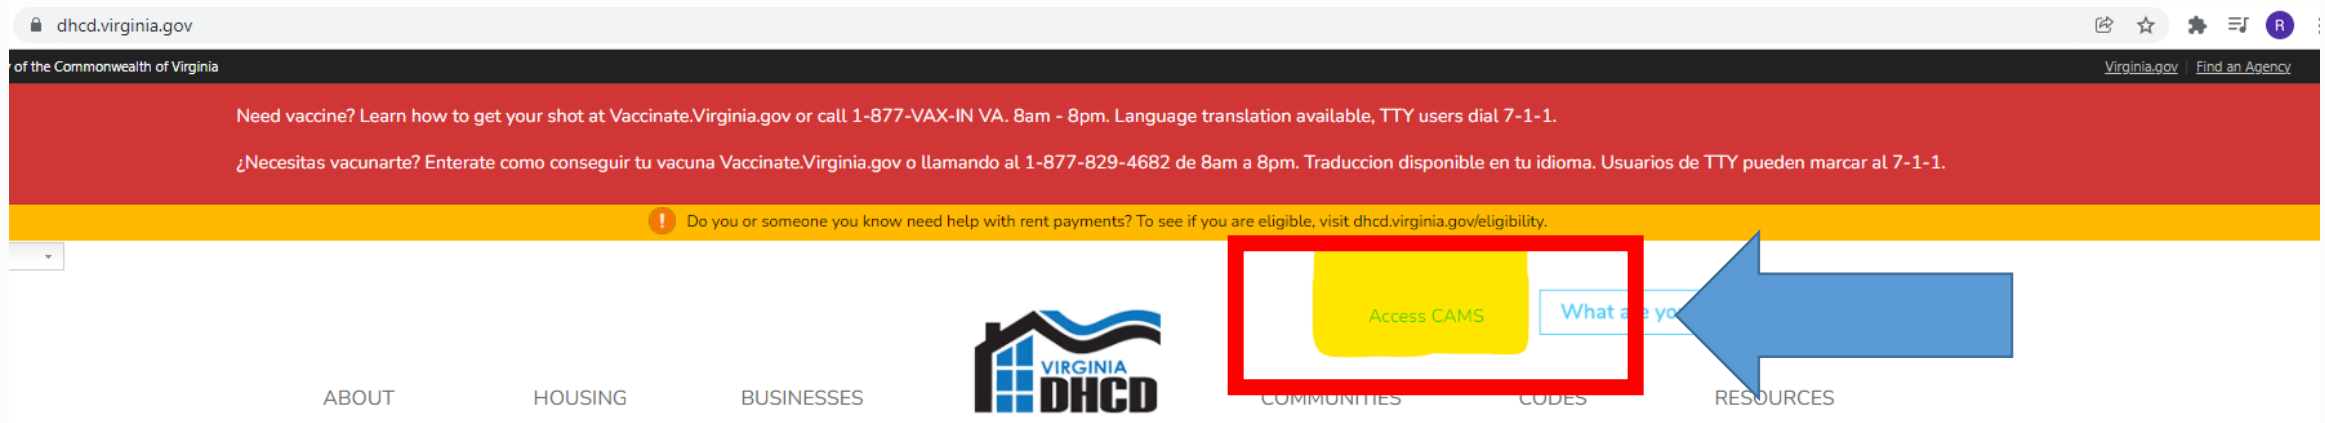 dhcd.virginia.gov
R
of the Commonwealth of Virginia
Virginia.gov | Find an Agency
Need vaccine? Learn how to get your shot at Vaccinate.Virginia.gov or call 1-877-VAX-IN VA. 8am - 8pm. Language translation available, TTY users dial 7-1-1.
¿Necesitas vacunarte? Enterate como conseguir tu vacuna Vaccinate.Virginia.gov o llamando al 1-877-829-4682 de 8am a 8pm. Traduccion disponible en tu idioma. Usuarios de TTY pueden marcar al 7-1-1.
! Do you or someone you know need help with rent payments? To see if you are eligible, visit dhcd.virginia.gov/eligibility.
Access CAMS
What are yo
VIRGINIA
DHCD
ABOUT HOUSING BUSINESSES COMMUNITIES CODES RESOURCES